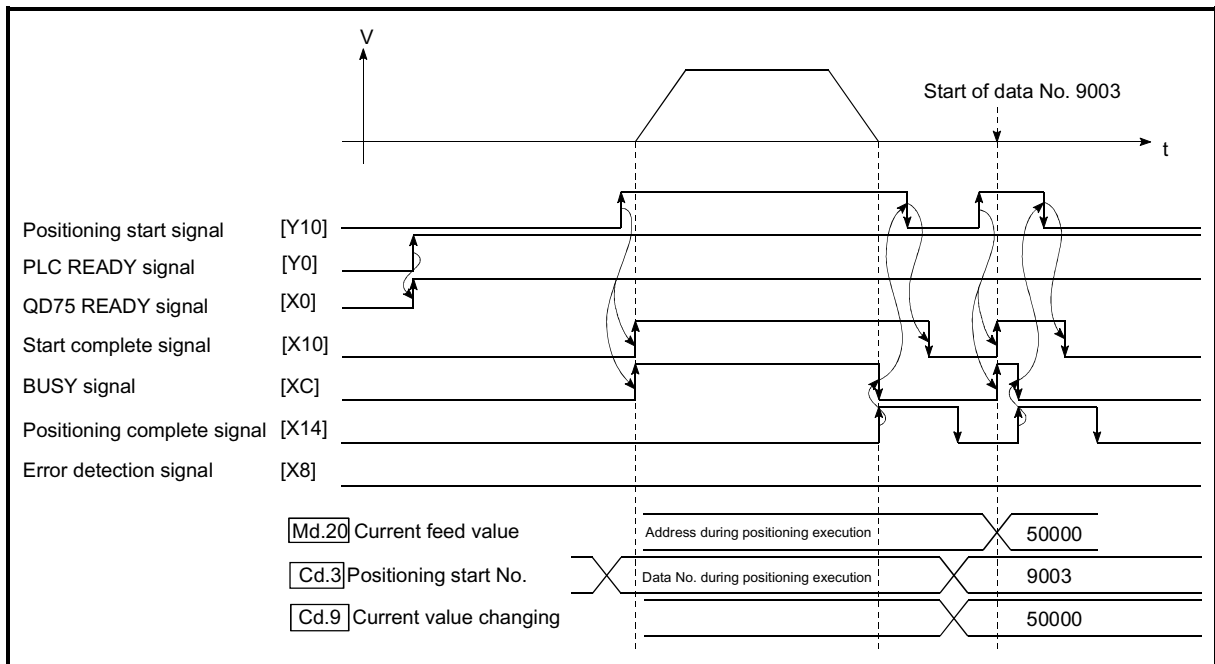 V
Start of data No. 9003
t
Positioning start signal [Y10]
PLC READY signal [Y0]
QD75 READY signal [X0]
Start complete signal [X10]
BUSY signal [XC]
Positioning complete signal [X14]
Error detection signal [X8]
Md.20 Current feed value Address during positioning execution 50000
Cd.3 Positioning start No. Data No. during positioning execution 9003
Cd.9 Current value changing 50000